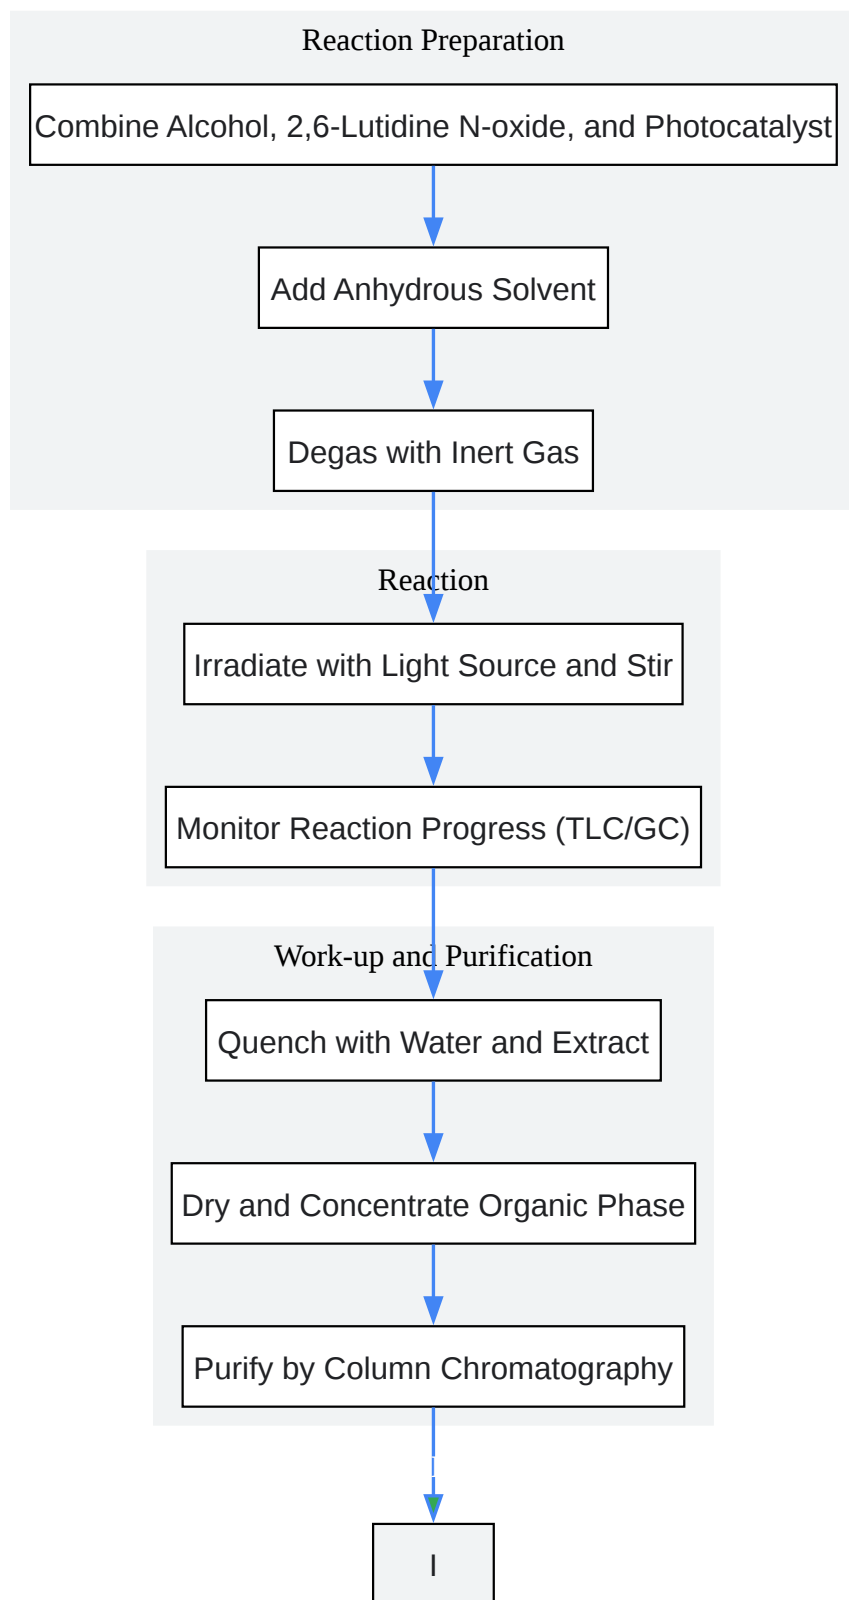 Reaction Preparation
Combine Alcohol, 2,6-Lutidine N-oxide, and Photocatalyst
Add Anhydrous Solvent
Degas with Inert Gas
Reaction
Irradiate with Light Source and Stir
Monitor Reaction Progress (TLC/GC)
Work-up and Purification
Quench with Water and Extract
Dry and Concentrate Organic Phase
Purify by Column Chromatography
I